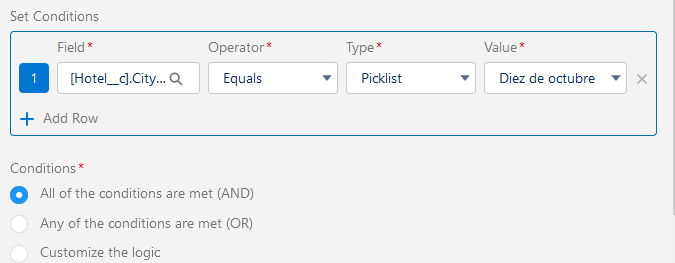 Set Conditions
Field* Operator* Type* Value*
1 [Hotel__c].City... Equals Picklist Diez de octubre
Add Row
Conditions*
All of the conditions are met (AND)
Any of the conditions are met (OR)
Customize the logic